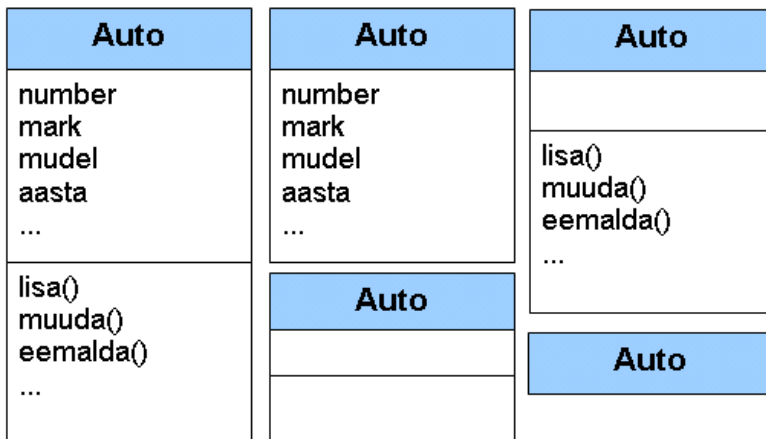 Auto
number
mark
mudel
aasta
...
lisa()
muuda()
eemalda()
...
Auto
number
mark
mudel
aasta
...
Auto
Auto
lisa()
muuda()
eemalda()
...
Auto